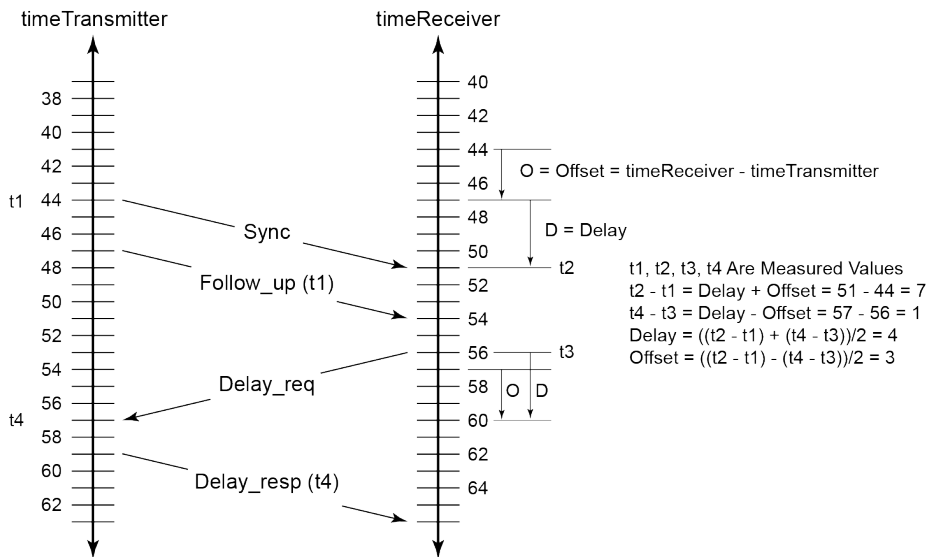 timeTransmitter
timeReceiver
38
40
42
t1 44
46
48
50
52
54
56
t4
58
60
62
40
42
44
46
48
50
52
54
56
58
60
62
64
O = Offset = timeReceiver - timeTransmitter
D = Delay
t2
t3
O D
Sync
Follow_up (t1)
Delay_req
Delay_resp (t4)
t1, t2, t3, t4 Are Measured Values
t2 - t1 = Delay + Offset = 51 - 44 = 7
t4 - t3 = Delay - Offset = 57 - 56 = 1
Delay = ((t2 - t1) + (t4 - t3))/2 = 4
Offset = ((t2 - t1) - (t4 - t3))/2 = 3